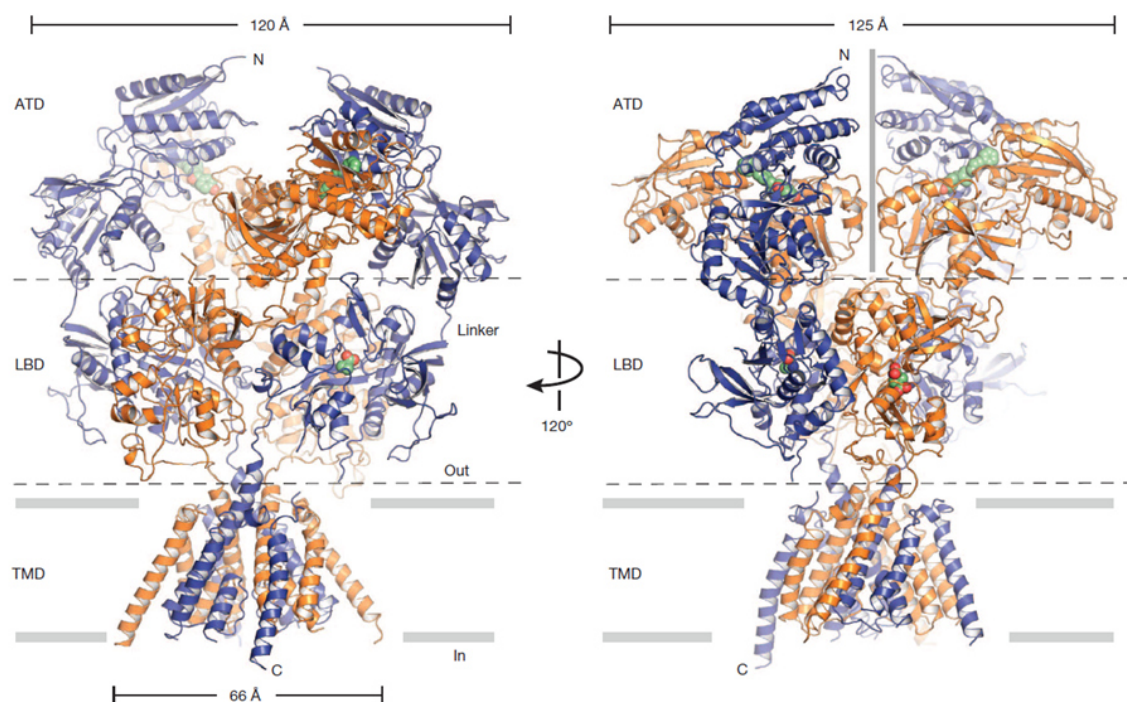 120 Å
125 Å
N
N
ATD
ATD
Linker
LBD
LBD
120°
Out
TMD
TMD
In
C
C
66 Å